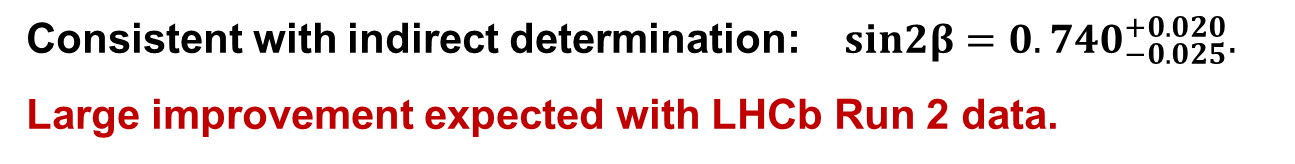 Consistent with indirect determination: sin2β = 0.740+0.020−0.025.
Large improvement expected with LHCb Run 2 data.